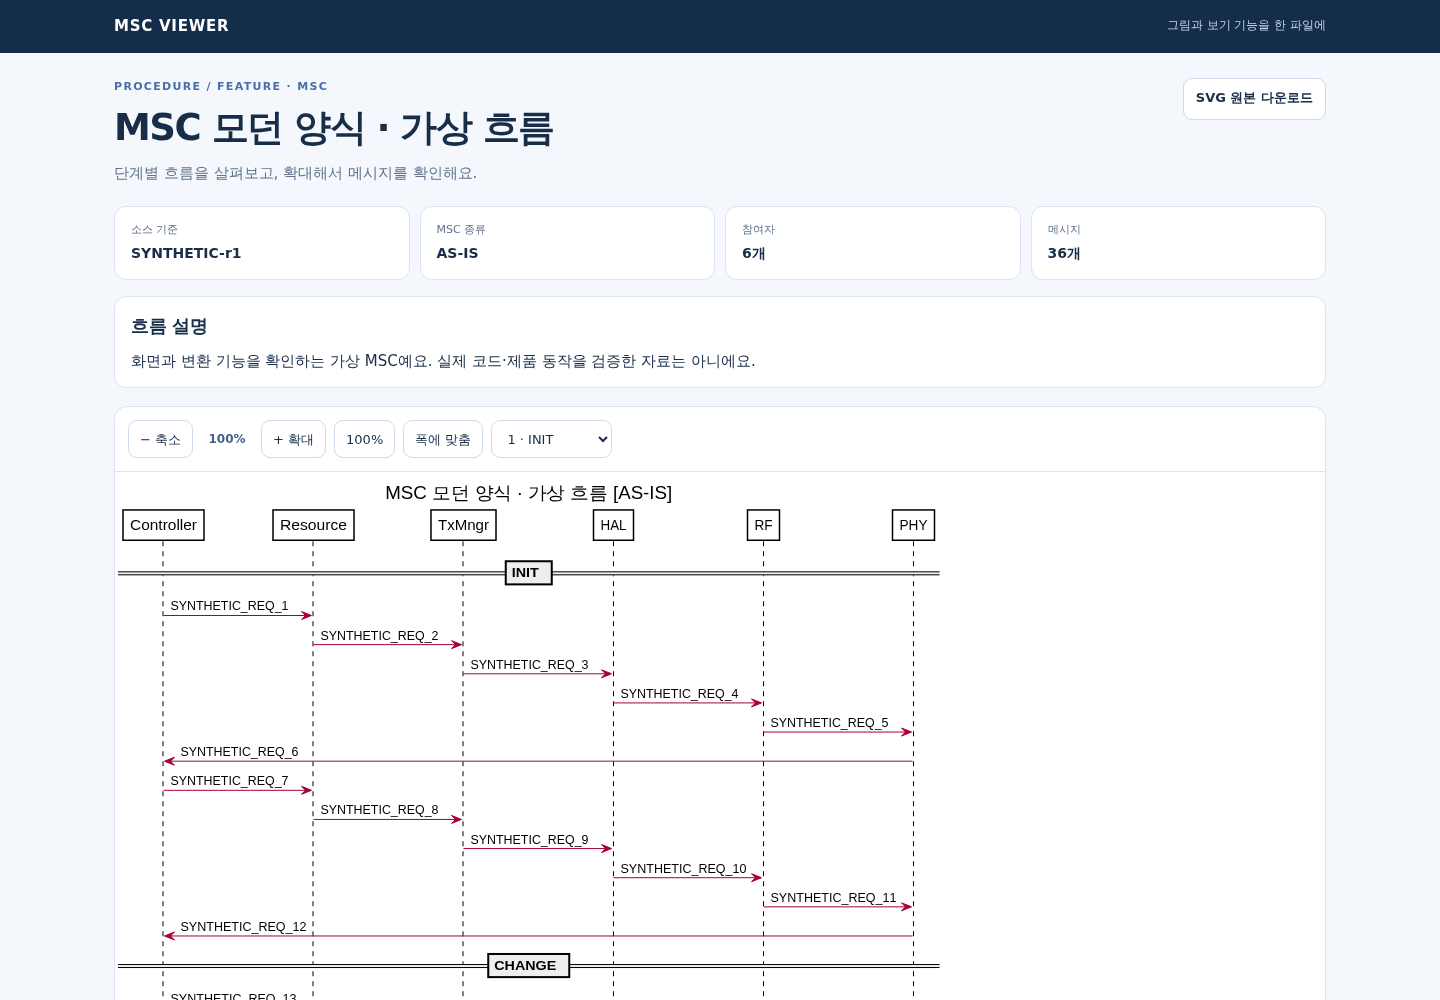 MSC VIEWER
그림과 보기 기능을 한 파일에
PROCEDURE / FEATURE · MSC
SVG 원본 다운로드
MSC 모던 양식 · 가상 흐름
단계별 흐름을 살펴보고, 확대해서 메시지를 확인해요.
소스 기준
SYNTHETIC-r1
MSC 종류
AS-IS
참여자
6개
메시지
36개
흐름 설명
화면과 변환 기능을 확인하는 가상 MSC예요. 실제 코드·제품 동작을 검증한 자료는 아니에요.
− 축소 100% + 확대 100% 폭에 맞춤 1 · INIT
MSC 모던 양식 · 가상 흐름 [AS-IS]
Controller Resource TxMngr HAL RF PHY
INIT
SYNTHETIC_REQ_1
SYNTHETIC_REQ_2
SYNTHETIC_REQ_3
SYNTHETIC_REQ_4
SYNTHETIC_REQ_5
SYNTHETIC_REQ_6
SYNTHETIC_REQ_7
SYNTHETIC_REQ_8
SYNTHETIC_REQ_9
SYNTHETIC_REQ_10
SYNTHETIC_REQ_11
SYNTHETIC_REQ_12
CHANGE
SYNTHETIC_REQ_13